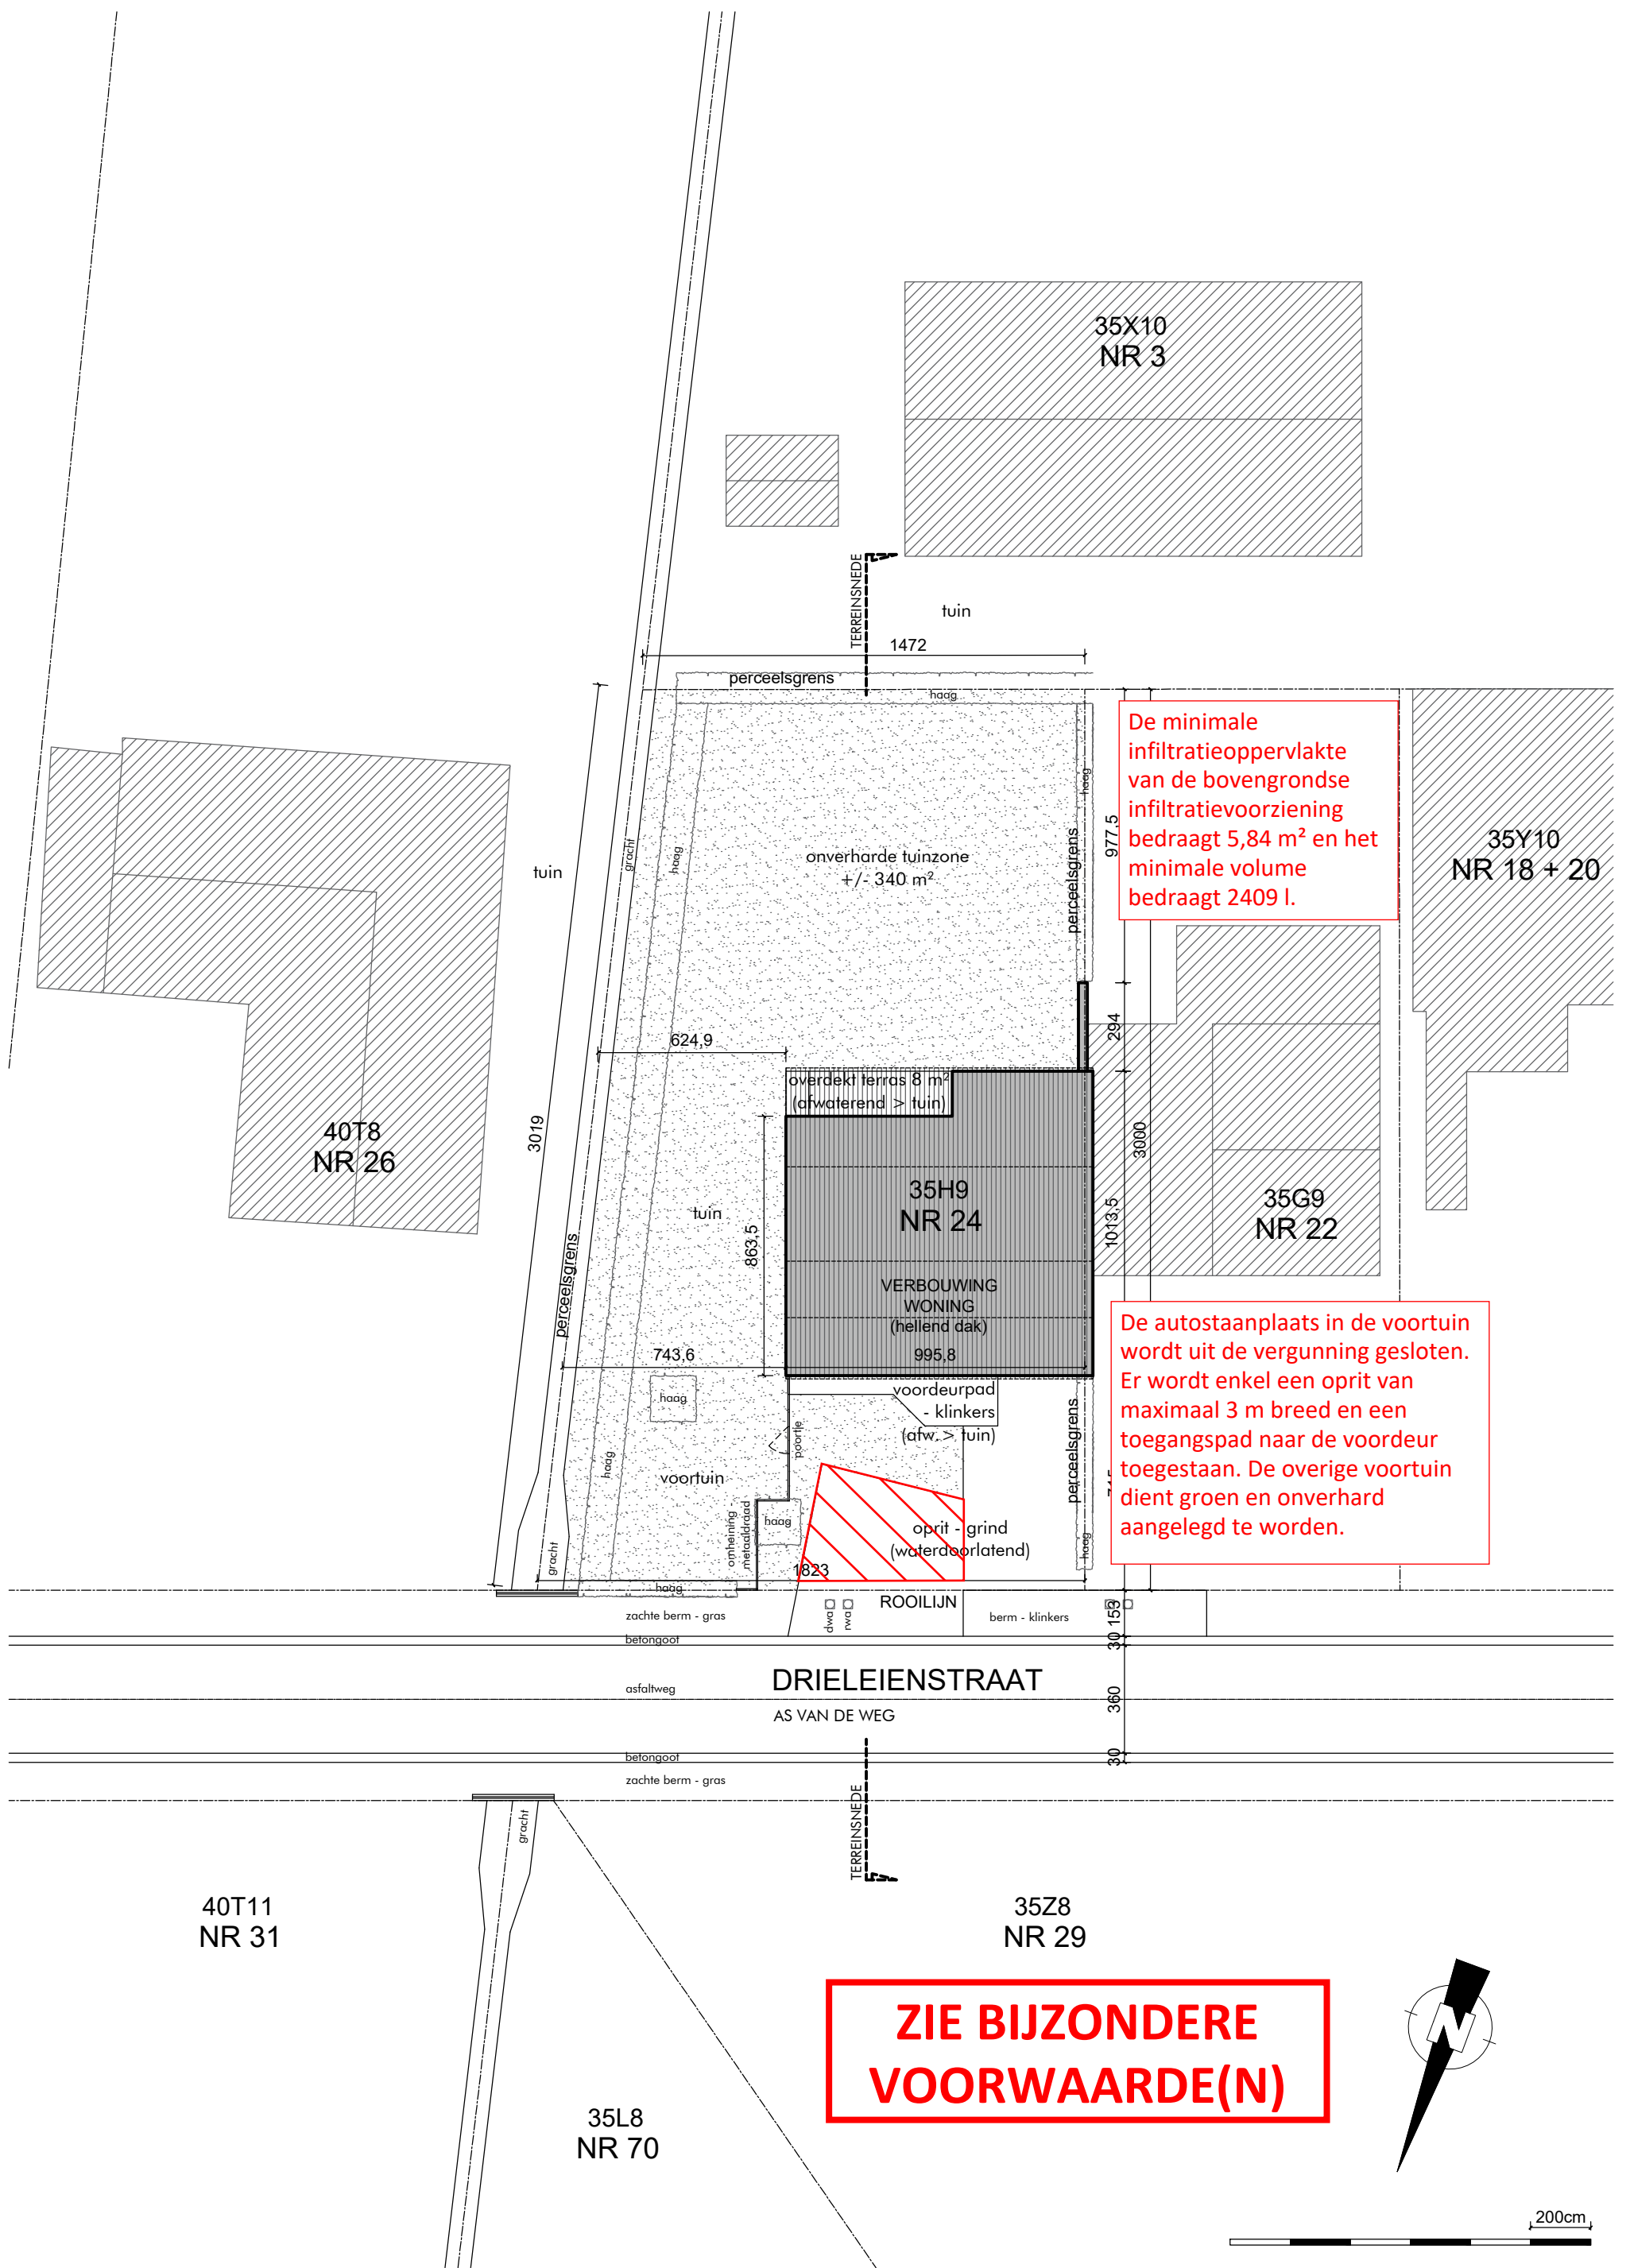 35X10
NR 3
TERREINSNEDE
tuin
1472
perceelsgrens
haag
De minimale
infiltratieoppervlakte
van de bovengrondse
infiltratievoorziening
bedraagt 5,84 m² en het
minimale volume
bedraagt 2409 l.
haag
977,5
perceelsgrens
35Y10
NR 18 + 20
onverharde tuinzone
+/- 340 m²
gracht
haag
tuin
294
624,9
overdekt terras 8 m²
(afwaterend > tuin)
3019
3000
40T8
NR 26
35H9
NR 24
tuin
863,5
1013,5
35G9
NR 22
perceelsgrens
VERBOUWING
WONING
(hellend dak)
743,6
995,8
De autostaanplaats in de voortuin
wordt uit de vergunning gesloten.
Er wordt enkel een oprit van
maximaal 3 m breed en een
toegangspad naar de voordeur
toegestaan. De overige voortuin
dient groen en onverhard
aangelegd te worden.
haag
voordeurpad
- klinkers
(afw. > tuin)
poortje
perceelsgrens
haag
voortuin
omheining -
metaaldraad
haag
oprit - grind
(waterdoorlatend)
haag
gracht
1823
haag
ROOILIJN
zachte berm - gras
dwa
rwa
berm - klinkers
153
30
betongoot
asfaltweg
DRIELEIENSTRAAT
360
AS VAN DE WEG
betongoot
30
zachte berm - gras
TERREINSNEDE
gracht
40T11
NR 31
35Z8
NR 29
ZIE BIJZONDERE
VOORWAARDE(N)
N
35L8
NR 70
200cm